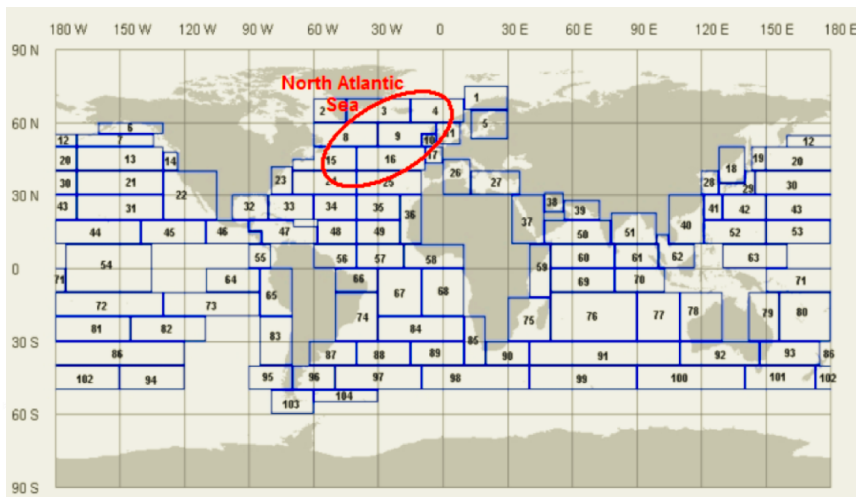 180 W 150 W 120 W 90 W 60 W 30 W 0 30 E 60 E 90 E 120 E 150 E 180 E
90 N
North Atlantic
Sea
1
2 3 4
60 N
6 5
12 7 8 9 10 11 12
20 13 14 15 16 17 18 19 20
23 24 25 26 27 28 29
30 N
30 21 22 30
43 31 32 33 34 35 36 37 38 39 40 41 42 43
44 45 46 47 48 49 50 51 52 53
54 55 56 57 58 59 60 61 62 63
0
71 64 65 66 67 68 69 70 71
72 73 74 75 76 77 78 79 80
81 82 83 84 85
30 S
86 87 88 89 90 91 92 93 86
102 94 95 96 97 98 99 100 101 102
103 104
60 S
90 S